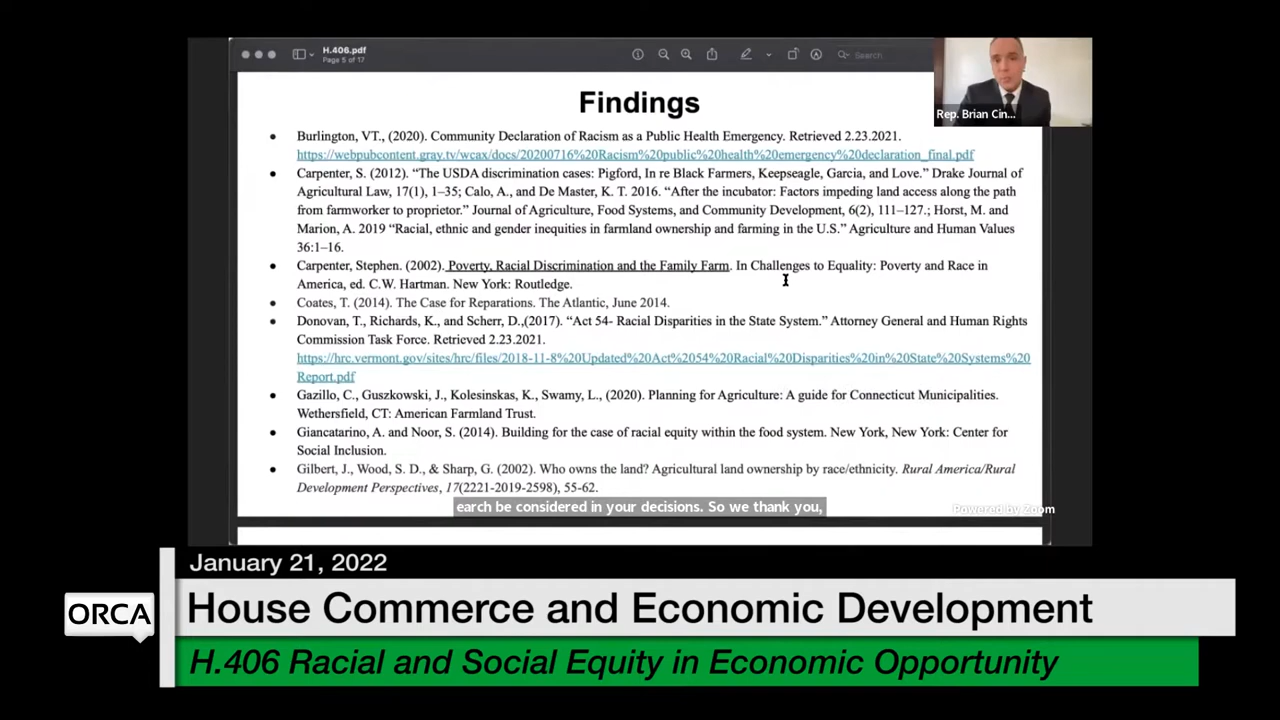 H.406.pdf
Page 5 of 17
Search
Rep. Brian Cin...
Findings
• Burlington, VT., (2020). Community Declaration of Racism as a Public Health Emergency. Retrieved 2.23.2021.
https://webpubcontent.gray.tv/wcax/docs/20200716%20Racism%20public%20health%20emergency%20declaration_final.pdf
• Carpenter, S. (2012). “The USDA discrimination cases: Pigford, In re Black Farmers, Keepseagle, Garcia, and Love.” Drake Journal of
Agricultural Law, 17(1), 1–35; Calo, A., and De Master, K. T. 2016. “After the incubator: Factors impeding land access along the path
from farmworker to proprietor.” Journal of Agriculture, Food Systems, and Community Development, 6(2), 111–127.; Horst, M. and
Marion, A. 2019 “Racial, ethnic and gender inequities in farmland ownership and farming in the U.S.” Agriculture and Human Values
36:1–16.
• Carpenter, Stephen. (2002). Poverty, Racial Discrimination and the Family Farm. In Challenges to Equality: Poverty and Race in
America, ed. C.W. Hartman. New York: Routledge.
• Coates, T. (2014). The Case for Reparations. The Atlantic, June 2014.
• Donovan, T., Richards, K., and Scherr, D.,(2017). “Act 54- Racial Disparities in the State System.” Attorney General and Human Rights
Commission Task Force. Retrieved 2.23.2021.
https://hrc.vermont.gov/sites/hrc/files/2018-11-8%20Updated%20Act%2054%20Racial%20Disparities%20in%20State%20Systems%20
Report.pdf
• Gazillo, C., Guszkowski, J., Kolesinskas, K., Swamy, L., (2020). Planning for Agriculture: A guide for Connecticut Municipalities.
Wethersfield, CT: American Farmland Trust.
• Giancatarino, A. and Noor, S. (2014). Building for the case of racial equity within the food system. New York, New York: Center for
Social Inclusion.
• Gilbert, J., Wood, S. D., & Sharp, G. (2002). Who owns the land? Agricultural land ownership by race/ethnicity. Rural America/Rural
Development Perspectives, 17(2221-2019-2598), 55-62.
earch be considered in your decisions. So we thank you,
Powered by Zoom
January 21, 2022
ORCA
House Commerce and Economic Development
H.406 Racial and Social Equity in Economic Opportunity